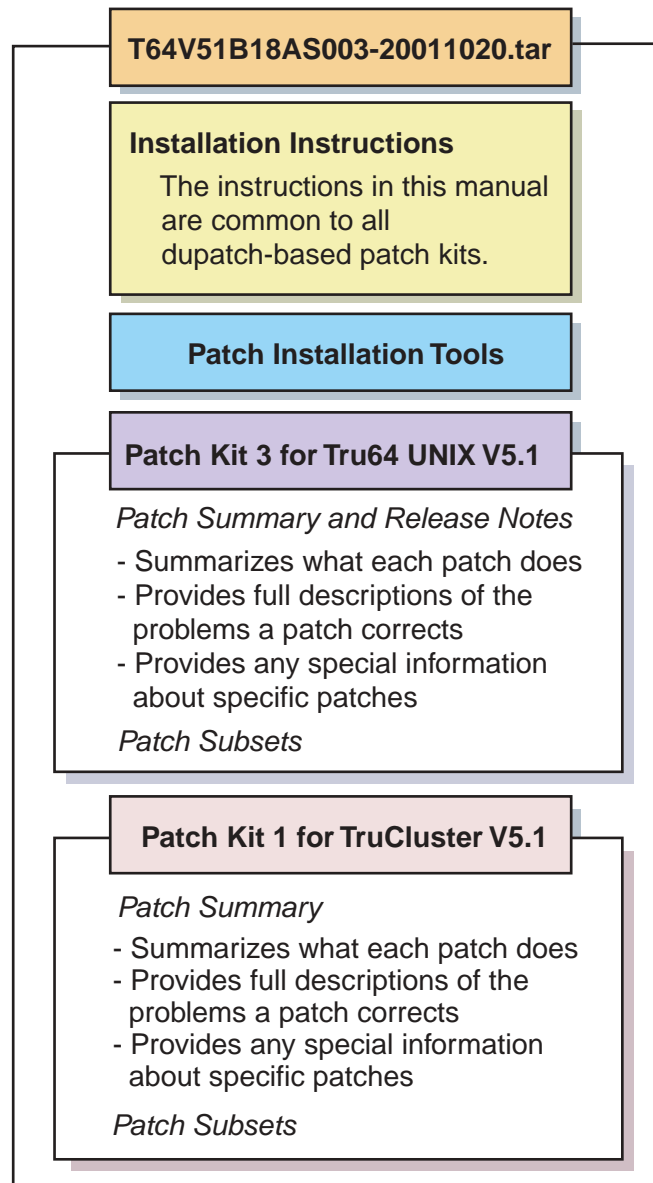 T64V51B18AS003-20011020.tar
Installation Instructions
The instructions in this manual
are common to all
dupatch-based patch kits.
Patch Installation Tools
Patch Kit 3 for Tru64 UNIX V5.1
Patch Summary and Release Notes
- Summarizes what each patch does
- Provides full descriptions of the
problems a patch corrects
- Provides any special information
about specific patches
Patch Subsets
Patch Kit 1 for TruCluster V5.1
Patch Summary
- Summarizes what each patch does
- Provides full descriptions of the
problems a patch corrects
- Provides any special information
about specific patches
Patch Subsets